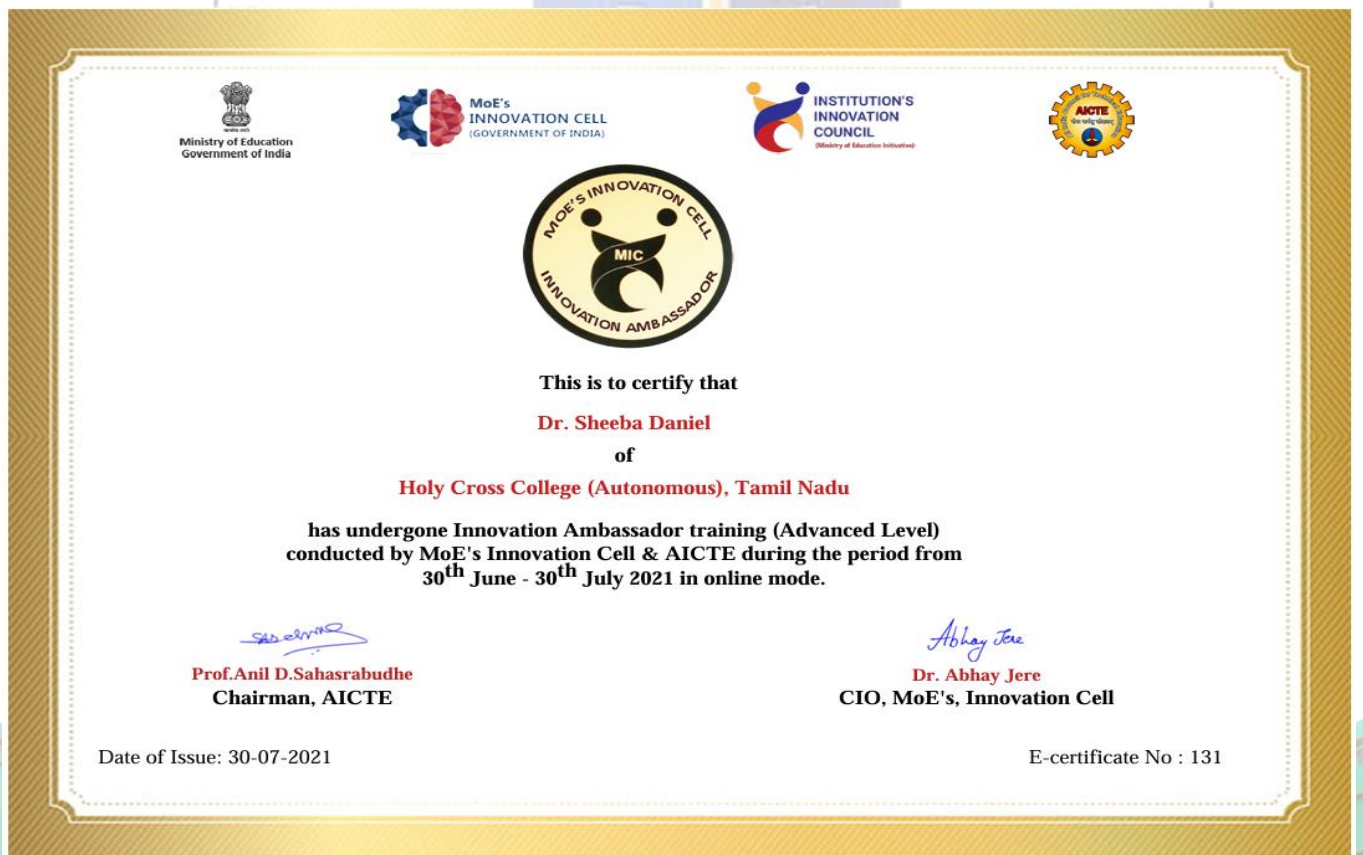 Ministry of Education
Government of India
MoE's
INNOVATION CELL
(GOVERNMENT OF INDIA)
INSTITUTION'S
INNOVATION
COUNCIL
(Ministry of Education Initiative)
AICTE
MOE'S INNOVATION CELL
MIC
INNOVATION AMBASSADOR
This is to certify that
Dr. Sheeba Daniel
of
Holy Cross College (Autonomous), Tamil Nadu
has undergone Innovation Ambassador training (Advanced Level)
conducted by MoE's Innovation Cell & AICTE during the period from
30th June - 30th July 2021 in online mode.
Abhay Jere
Prof.Anil D.Sahasrabudhe
Chairman, AICTE
Dr. Abhay Jere
CIO, MoE's, Innovation Cell
Date of Issue: 30-07-2021
E-certificate No : 131